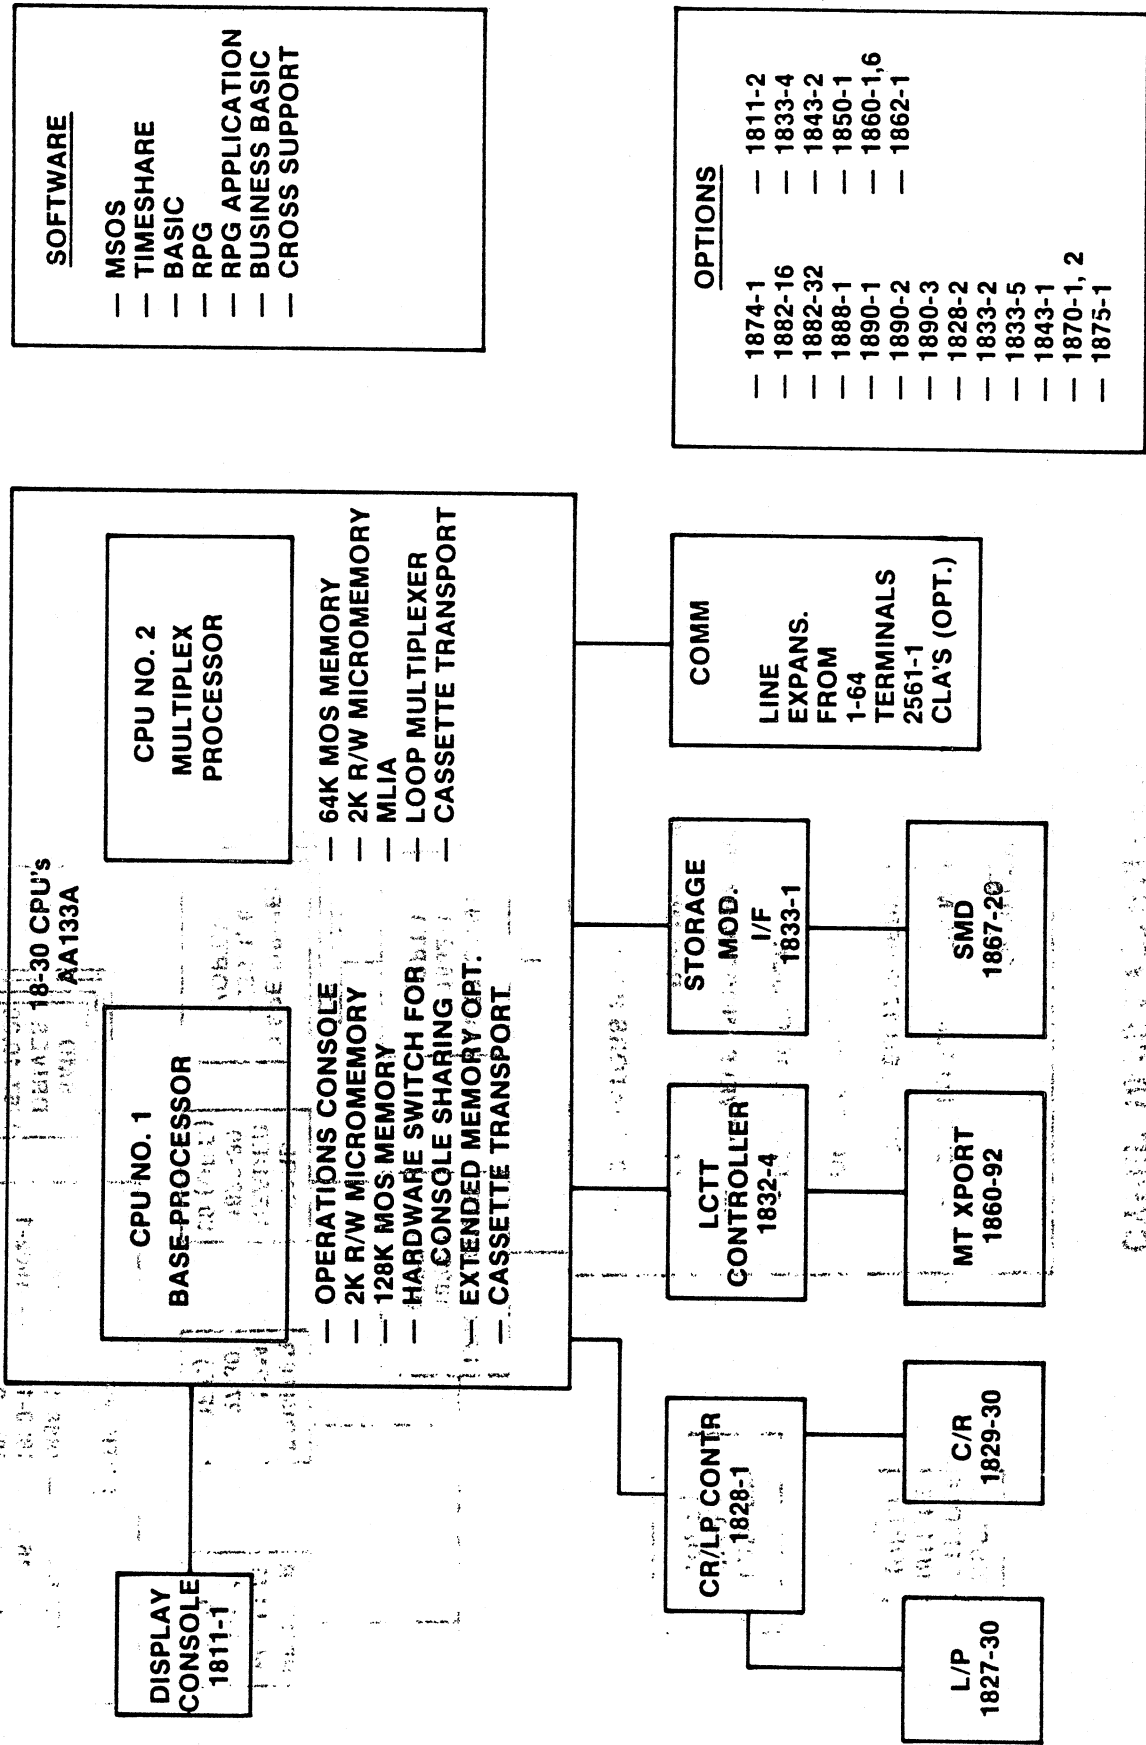 18-30 CPU's
AA133A
CPU NO. 1
BASE-PROCESSOR
— OPERATIONS CONSOLE
— 2K R/W MICROMEMORY
— 128K MOS MEMORY
— HARDWARE SWITCH FOR
CONSOLE SHARING
— EXTENDED MEMORY OPT.
— CASSETTE TRANSPORT
CPU NO. 2
MULTIPLEX
PROCESSOR
— 64K MOS MEMORY
— 2K R/W MICROMEMORY
— MLIA
— LOOP MULTIPLEXER
— CASSETTE TRANSPORT
SOFTWARE
— MSOS
— TIMESHARE
— BASIC
— RPG
— RPG APPLICATION
— BUSINESS BASIC
— CROSS SUPPORT
DISPLAY
CONSOLE
1811-1
CR/LP CONTR
1828-1
L/P
1827-30
C/R
1829-30
LCTT
CONTROLLER
1832-4
MT XPORT
1860-92
STORAGE
MOD.
I/F
1833-1
SMD
1867-20
COMM
LINE
EXPANS.
FROM
1-64
TERMINALS
2561-1
CLA'S (OPT.)
OPTIONS
— 1874-1
— 1882-16
— 1882-32
— 1888-1
— 1890-1
— 1890-2
— 1890-3
— 1828-2
— 1833-2
— 1833-5
— 1843-1
— 1870-1, 2
— 1875-1
— 1811-2
— 1833-4
— 1843-2
— 1850-1
— 1860-1,6
— 1862-1